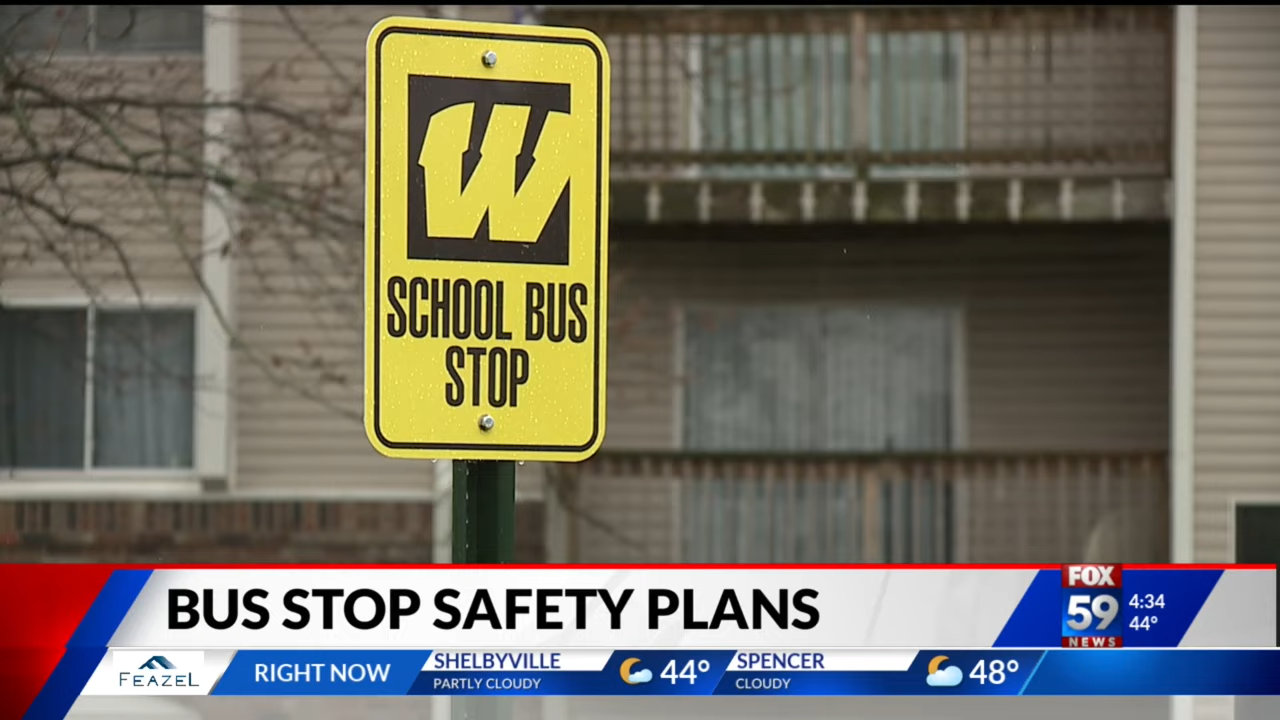 W
SCHOOL BUS
STOP
BUS STOP SAFETY PLANS
FOX
59
NEWS
4:34
44°
FEAZEL
RIGHT NOW
SHELBYVILLE
PARTLY CLOUDY
44°
SPENCER
CLOUDY
48°